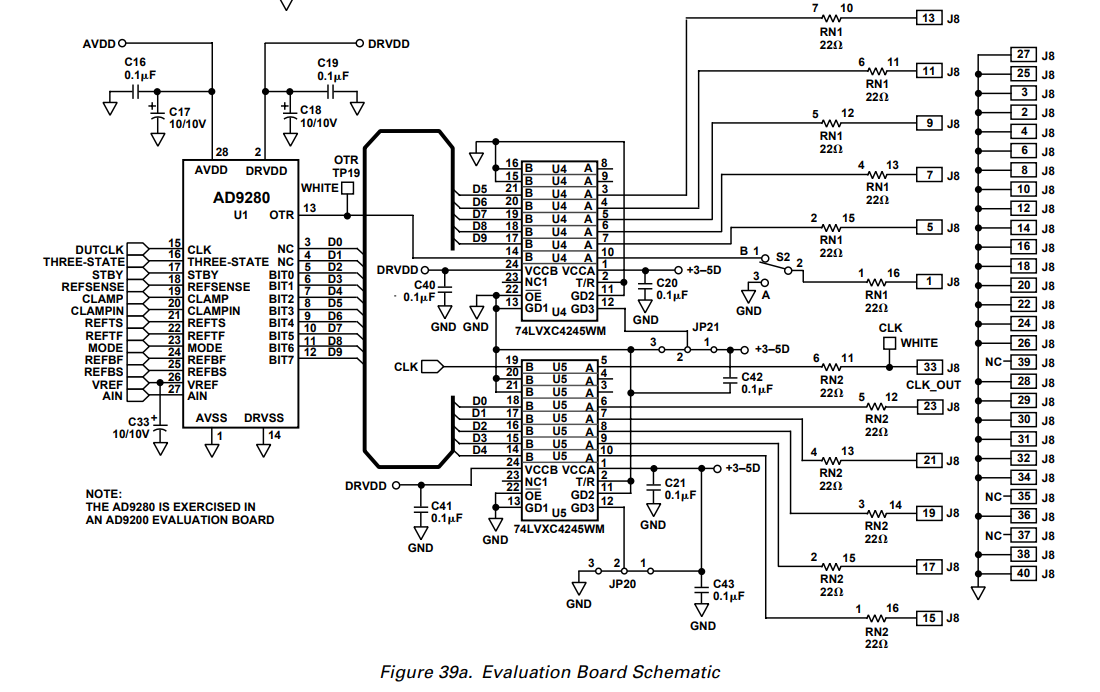 AVDD
DRVDD
C16
0.1µF
C19
0.1µF
C17
10/10V
C18
10/10V
28
2
AVDD
DRVDD
AD9280
U1
OTR
13
OTR
TP19
WHITE
DUTCLK
15
CLK
NC
3
D0
THREE-STATE
16
THREE-STATE
NC
4
D1
STBY
17
STBY
BIT0
5
D2
REFSENSE
18
REFSENSE
BIT1
6
D3
CLAMP
19
CLAMP
BIT2
7
D4
CLAMPIN
20
CLAMPIN
BIT3
8
D5
REFTS
21
REFTS
BIT4
9
D6
REFTF
22
REFTF
BIT5
10
D7
MODE
23
MODE
BIT6
11
D8
REFBF
24
REFBF
BIT7
12
D9
REFBS
25
REFBS
VREF
26
VREF
AIN
27
AIN
C33
10/10V
AVSS
DRVSS
1
14
NOTE:
THE AD9280 IS EXERCISED IN
AN AD9200 EVALUATION BOARD
16 B U4 A 8
15 B U4 A 9
D5 21 B U4 A 3
D6 20 B U4 A 4
D7 19 B U4 A 5
D8 18 B U4 A 6
D9 17 B U4 A 7
14 B U4 A 10
DRVDD
24 VCCB VCCA 1
23 NC1 T/R 2
22 OE GD2 11
13 GD1 U4 GD3 12
74LVXC4245WM
C40
0.1µF
GND
GND
+3–5D
C20
0.1µF
GND
JP21
3
2
1
+3–5D
C42
0.1µF
CLK
19 B U5 A 5
20 B U5 A 4
21 B U5 A 3
D0 18 B U5 A 6
D1 17 B U5 A 7
D2 16 B U5 A 8
D3 15 B U5 A 9
D4 14 B U5 A 10
24 VCCB VCCA 1
23 NC1 T/R 2
22 OE GD2 11
13 GD1 U5 GD3 12
74LVXC4245WM
DRVDD
C41
0.1µF
GND
GND
+3–5D
C21
0.1µF
GND
3
2
1
JP20
GND
C43
0.1µF
GND
B 1
S2
2
3
A
GND
7 10
RN1
22Ω
13 J8
6 11
RN1
22Ω
11 J8
5 12
RN1
22Ω
9 J8
4 13
RN1
22Ω
7 J8
2 15
RN1
22Ω
5 J8
1 16
RN1
22Ω
1 J8
CLK
WHITE
6 11
RN2
22Ω
33 J8
CLK_OUT
5 12
RN2
22Ω
23 J8
4 13
RN2
22Ω
21 J8
3 14
RN2
22Ω
19 J8
2 15
RN2
22Ω
17 J8
1 16
RN2
22Ω
15 J8
27 J8
25 J8
3 J8
2 J8
4 J8
6 J8
8 J8
10 J8
12 J8
14 J8
16 J8
18 J8
20 J8
22 J8
24 J8
26 J8
NC 39 J8
28 J8
29 J8
30 J8
31 J8
32 J8
34 J8
NC 35 J8
36 J8
NC 37 J8
38 J8
40 J8
Figure 39a. Evaluation Board Schematic